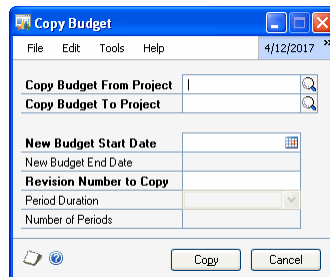 Copy Budget
File Edit Tools Help 4/12/2017 »
Copy Budget From Project
Copy Budget To Project
New Budget Start Date
New Budget End Date
Revision Number to Copy
Period Duration
Number of Periods
Copy Cancel